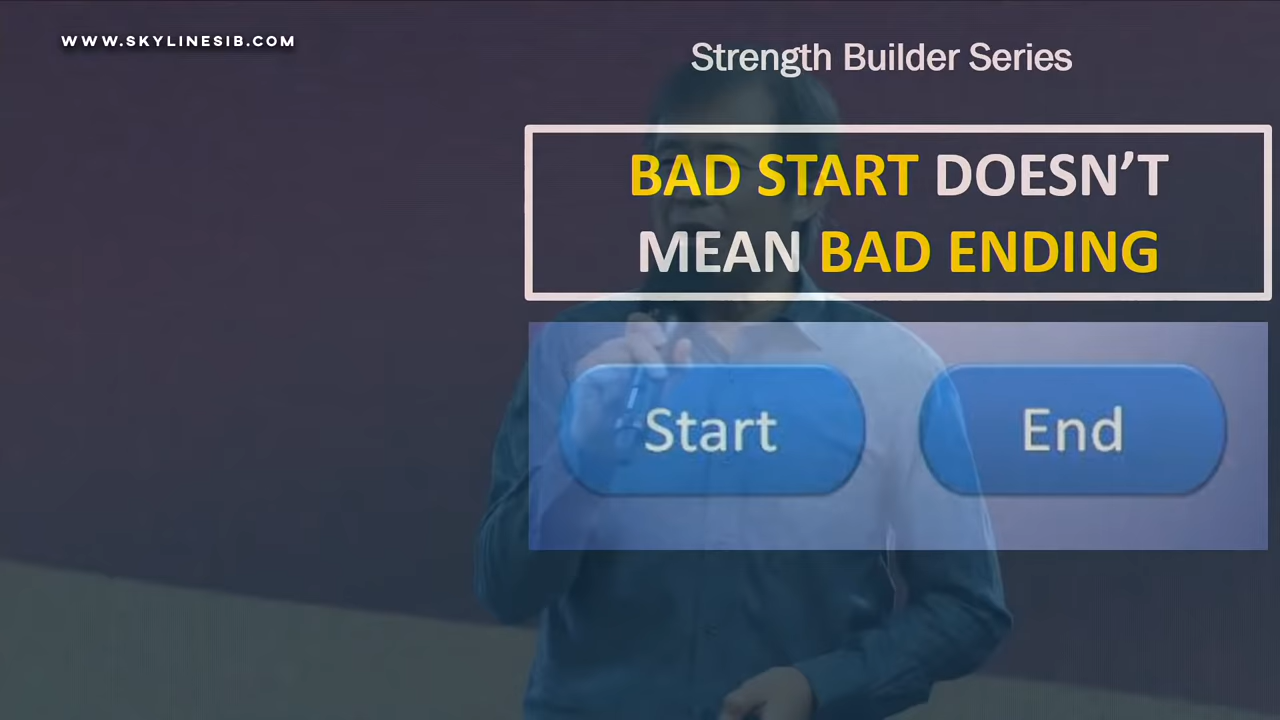 WWW.SKYLINESIB.COM
Strength Builder Series
BAD START DOESN’T
MEAN BAD ENDING
Start
End